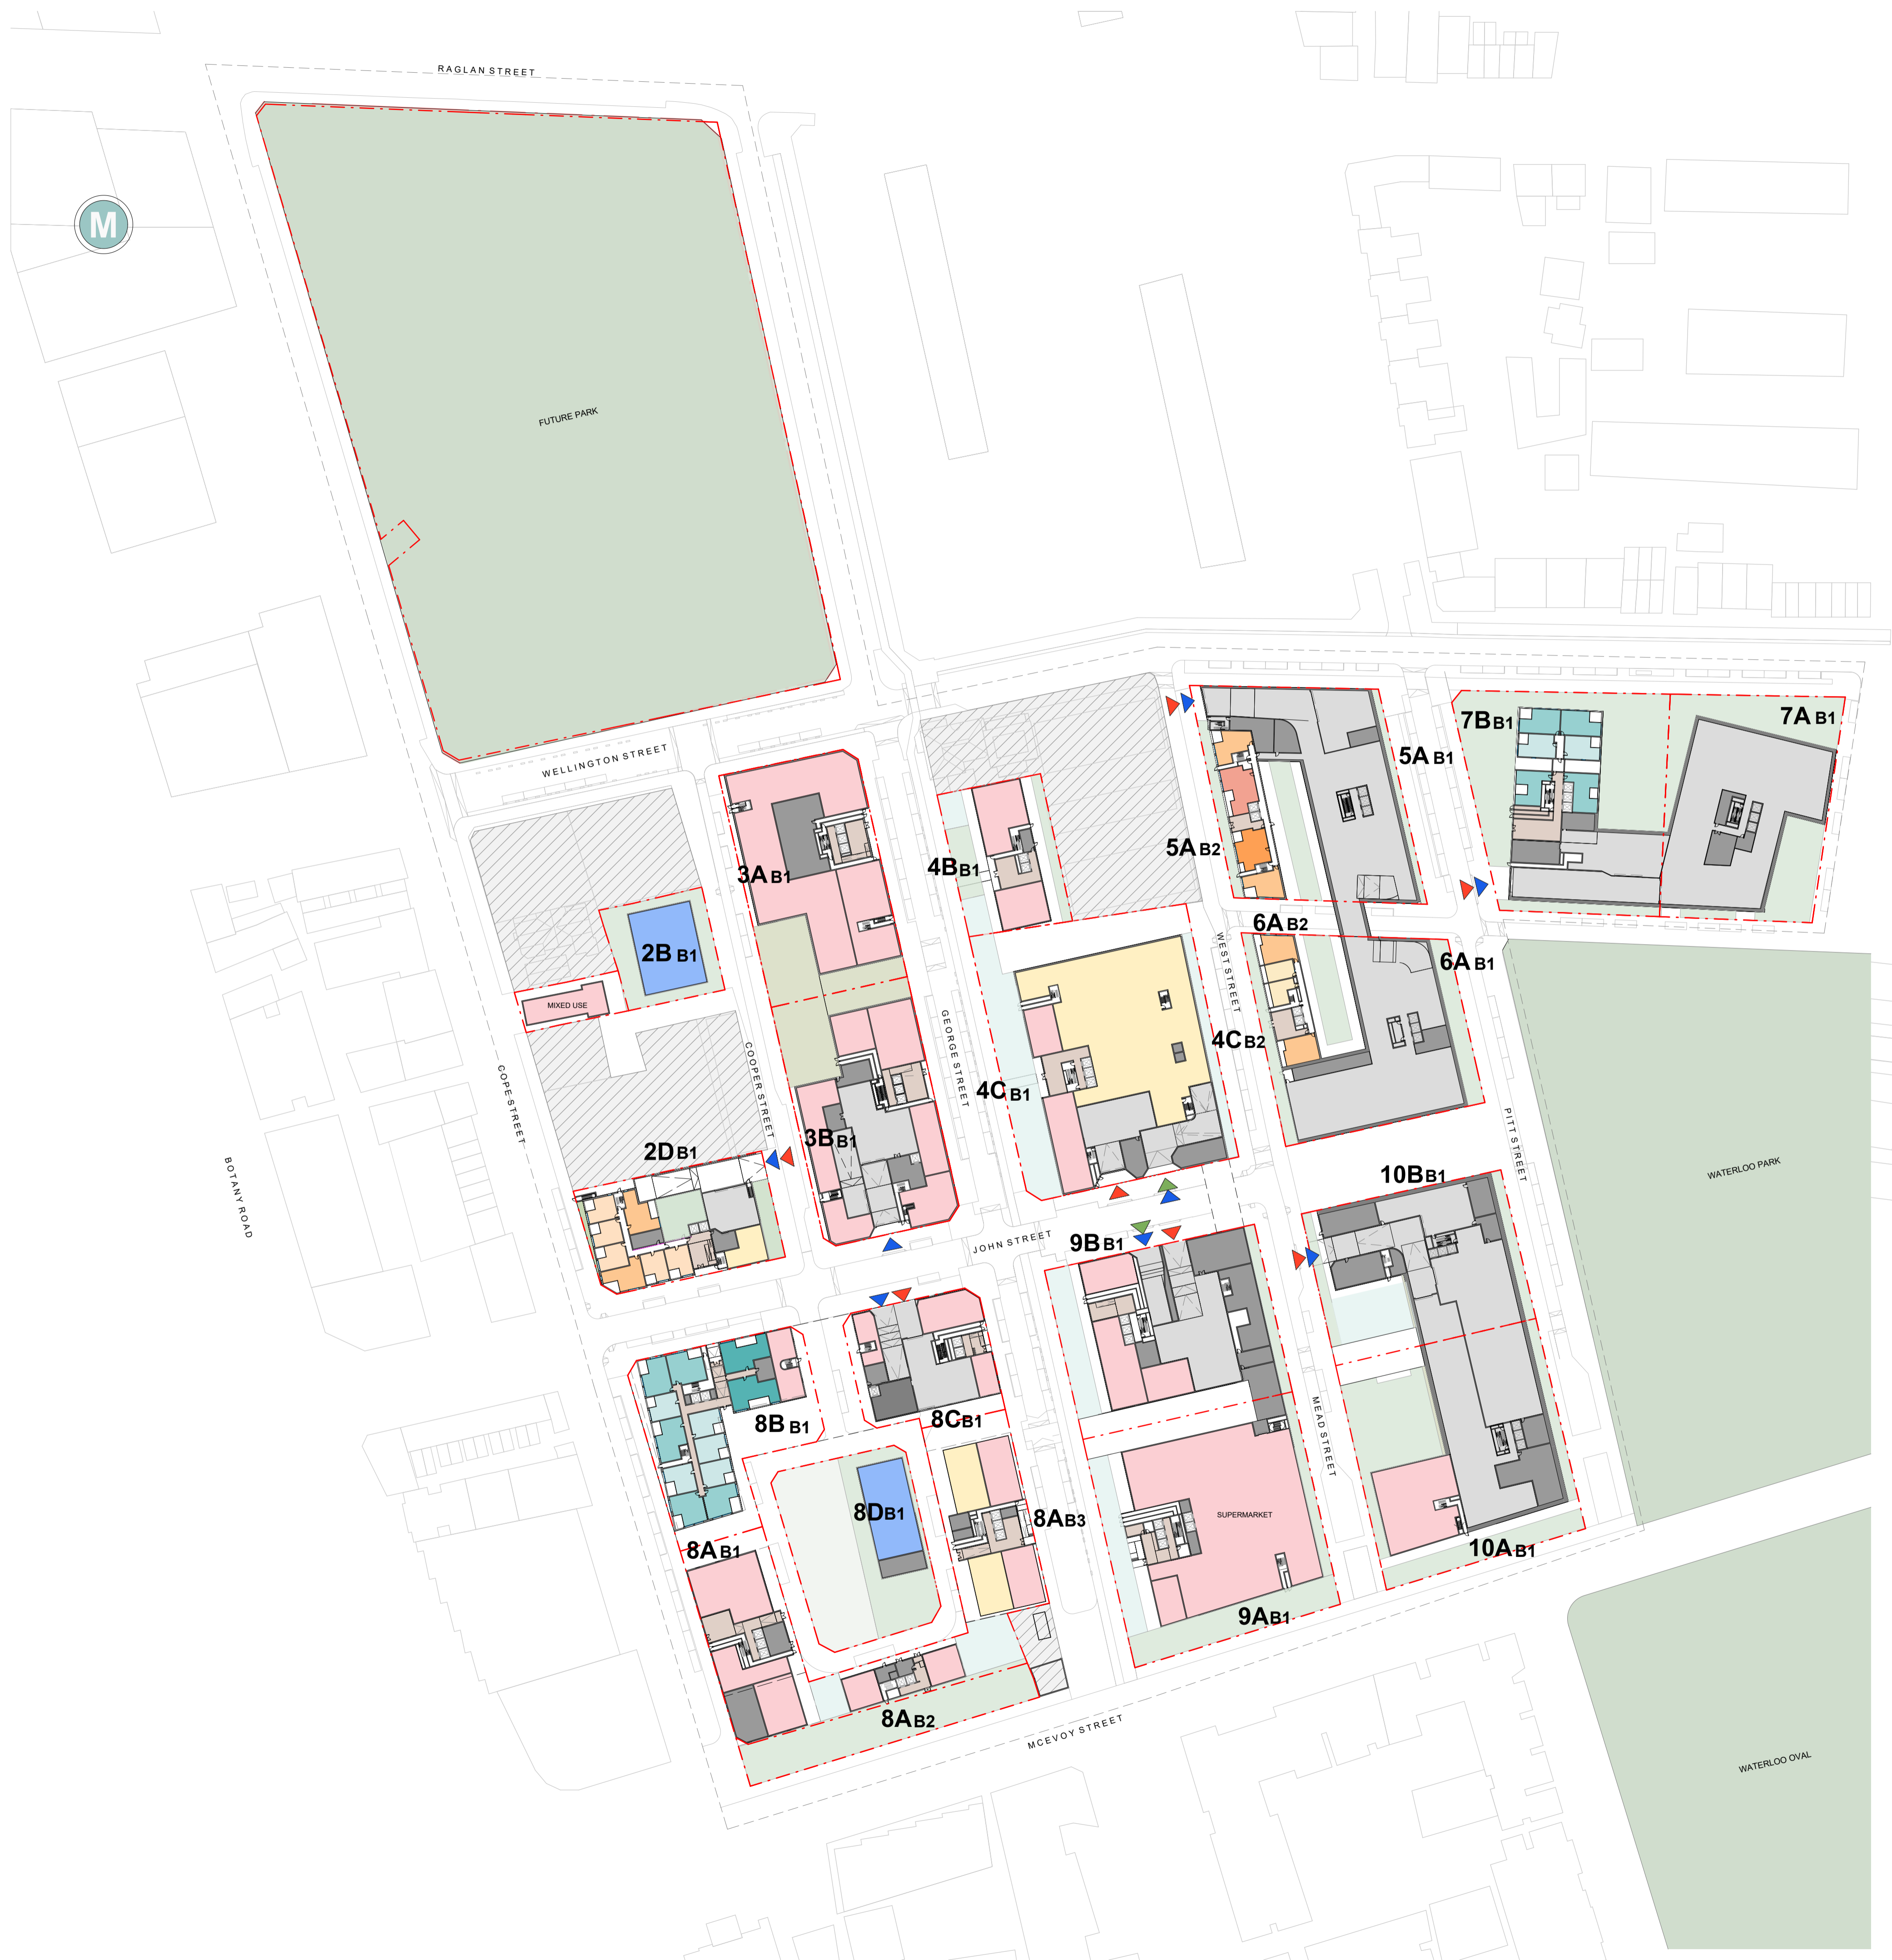 RAGLAN STREET
M
FUTURE PARK
WELLINGTON STREET
7B B1
7A B1
5A B1
5A B2
3A B1
4B B1
6A B2
6A B1
2B B1
MIXED USE
WEST STREET
GEORGE STREET
4C B2
COOPER STREET
COPE STREET
4C B1
PITT STREET
3B B1
2D B1
WATERLOO PARK
10B B1
BOTANY ROAD
JOHN STREET
9B B1
8B B1
8C B1
MEAD STREET
8D B1
8A B3
SUPERMARKET
8A B1
10A B1
9A B1
8A B2
MCEVOY STREET
WATERLOO OVAL